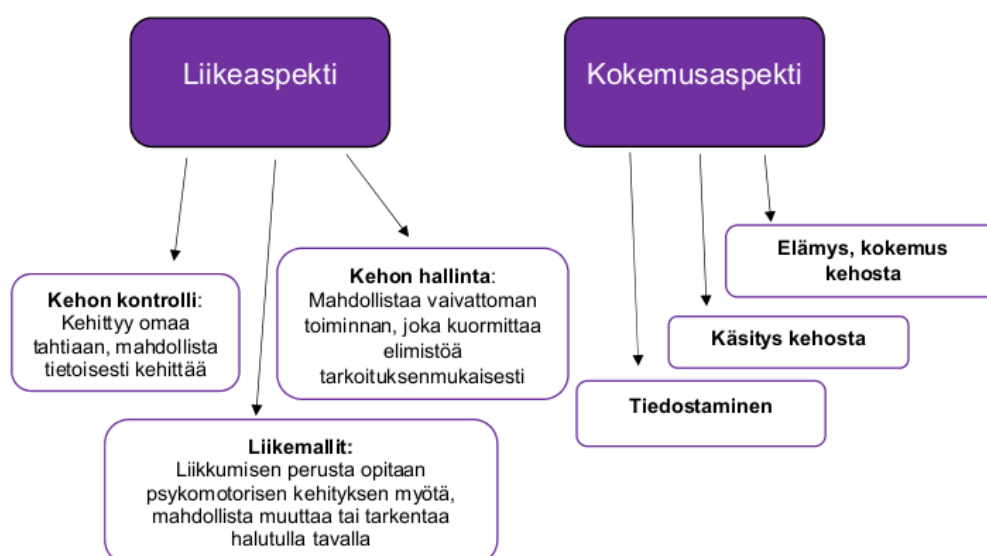 Liikeaspekti
Kehon kontrolli:
Kehittyy omaa
tahtiaan, mahdollista
tietoisesti kehittää
Liikemallit:
Liikkumisen perusta opitaan
psykomotorisen kehityksen myötä,
mahdollista muuttaa tai tarkentaa
halutulla tavalla
Kehon hallinta:
Mahdollistaa vaivattoman
toiminnan, joka kuormittaa
elimistöä
tarkoituksenmukaisesti
Kokemusaspekti
Tiedostaminen
Käsitys kehosta
Elämys, kokemus
kehosta